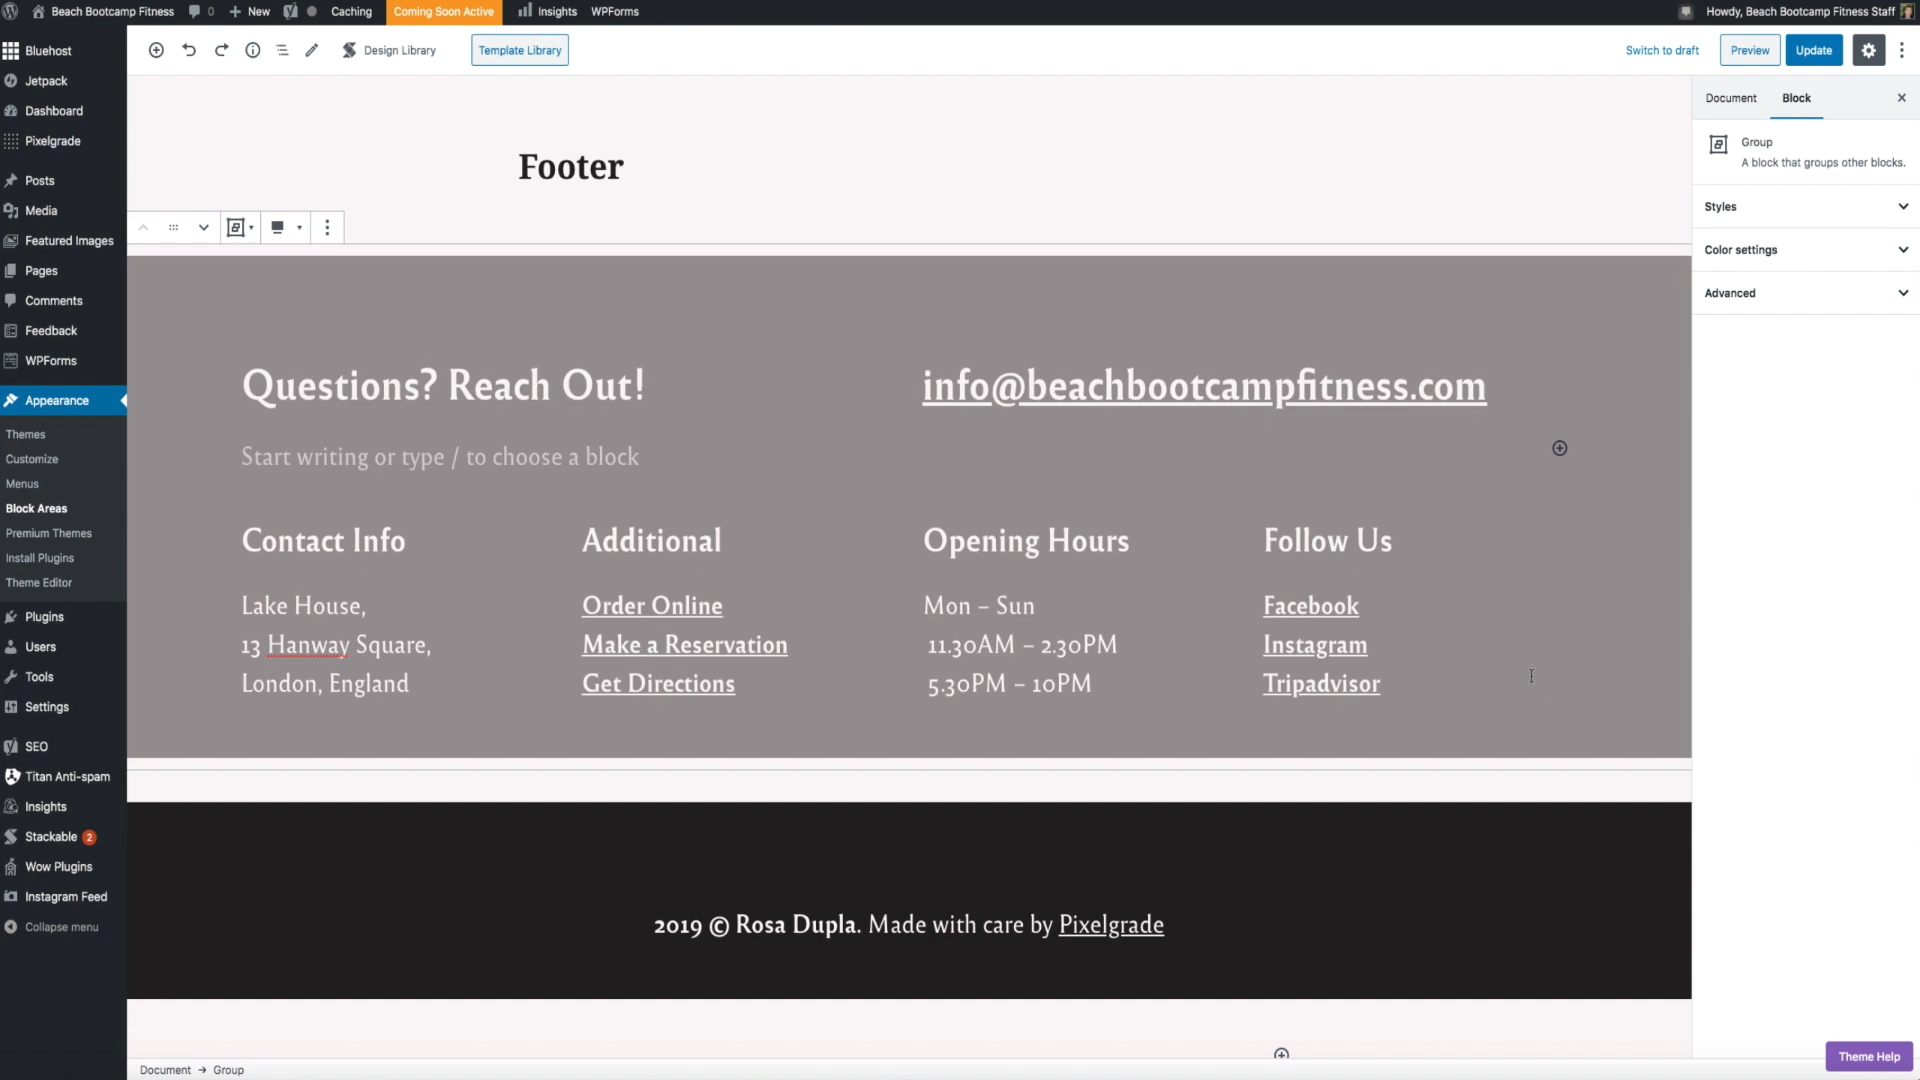 Beach Bootcamp Fitness 0 New Caching Coming Soon Active Insights WPForms Howdy, Beach Bootcamp Fitness Staff
Bluehost
Jetpack
Dashboard
Pixelgrade
Posts
Media
Featured Images
Pages
Comments
Feedback
WPForms
Appearance
Themes
Customize
Menus
Block Areas
Premium Themes
Install Plugins
Theme Editor
Plugins
Users
Tools
Settings
SEO
Titan Anti-spam
Insights
Stackable 2
Wow Plugins
Instagram Feed
Collapse menu
Design Library Template Library Switch to draft Preview Update
Footer
Questions? Reach Out!
info@beachbootcampfitness.com
Start writing or type / to choose a block
Contact Info
Lake House,
13 Hanway Square,
London, England
Additional
Order Online
Make a Reservation
Get Directions
Opening Hours
Mon – Sun
11.30AM – 2.30PM
5.30PM – 10PM
Follow Us
Facebook
Instagram
Tripadvisor
2019 © Rosa Dupla. Made with care by Pixelgrade
Document Block
Group
A block that groups other blocks.
Styles
Color settings
Advanced
Theme Help
Document → Group